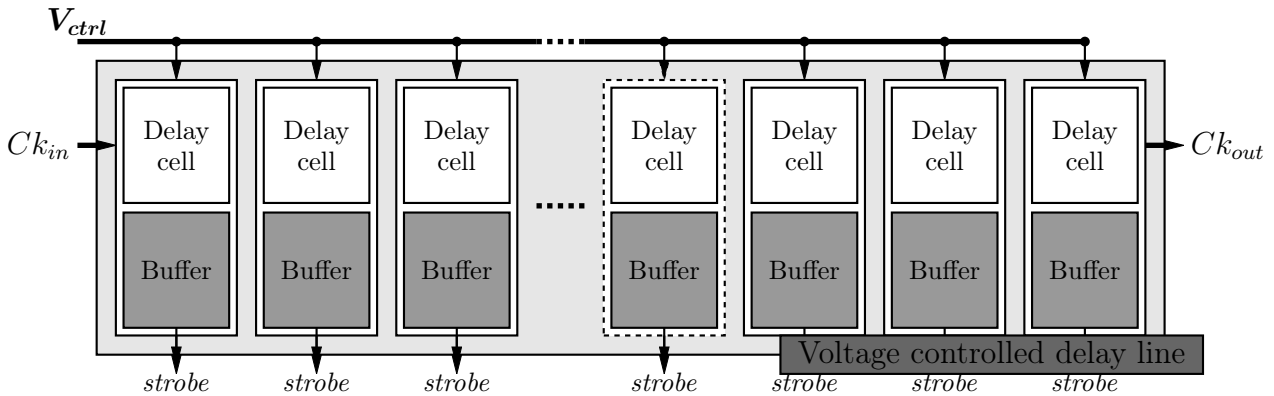 V_ctrl
Ck_in
Delay cell
Delay cell
Delay cell
Delay cell
Delay cell
Delay cell
Delay cell
Ck_out
Buffer
Buffer
Buffer
Buffer
Buffer
Buffer
Buffer
Voltage controlled delay line
strobe
strobe
strobe
strobe
strobe
strobe
strobe